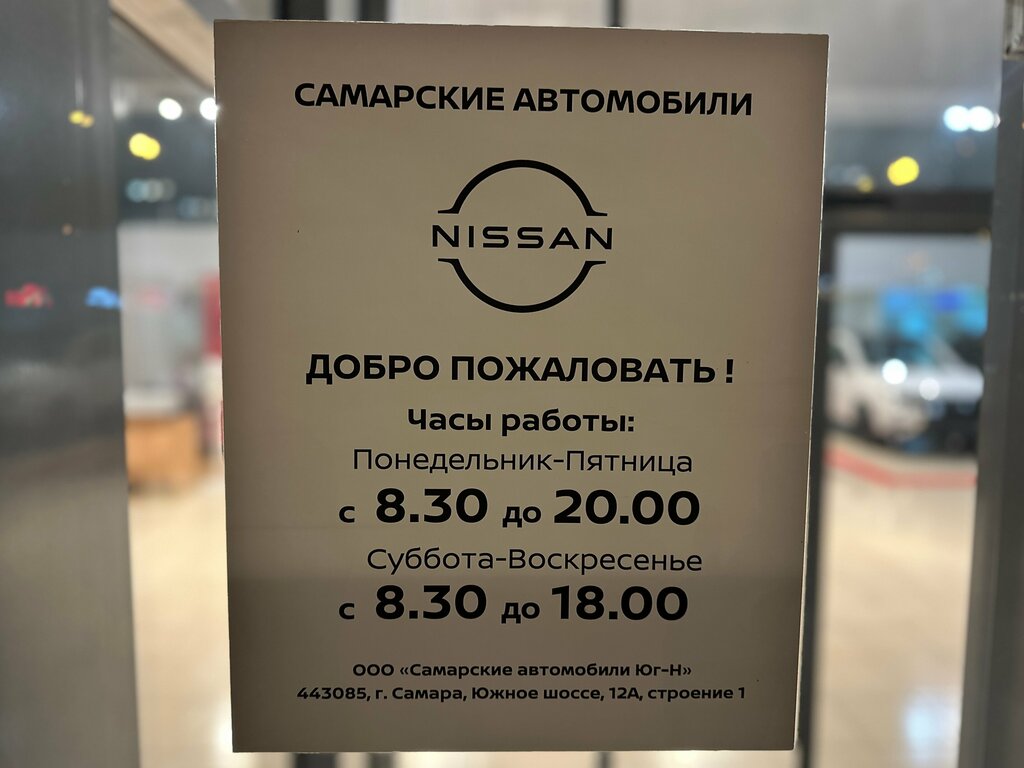 САМАРСКИЕ АВТОМОБИЛИ
NISSAN
ДОБРО ПОЖАЛОВАТЬ !
Часы работы:
Понедельник-Пятница
с 8.30 до 20.00
Суббота-Воскресенье
с 8.30 до 18.00
ООО «Самарские автомобили Юг-Н»
443085, г. Самара, Южное шоссе, 12А, строение 1